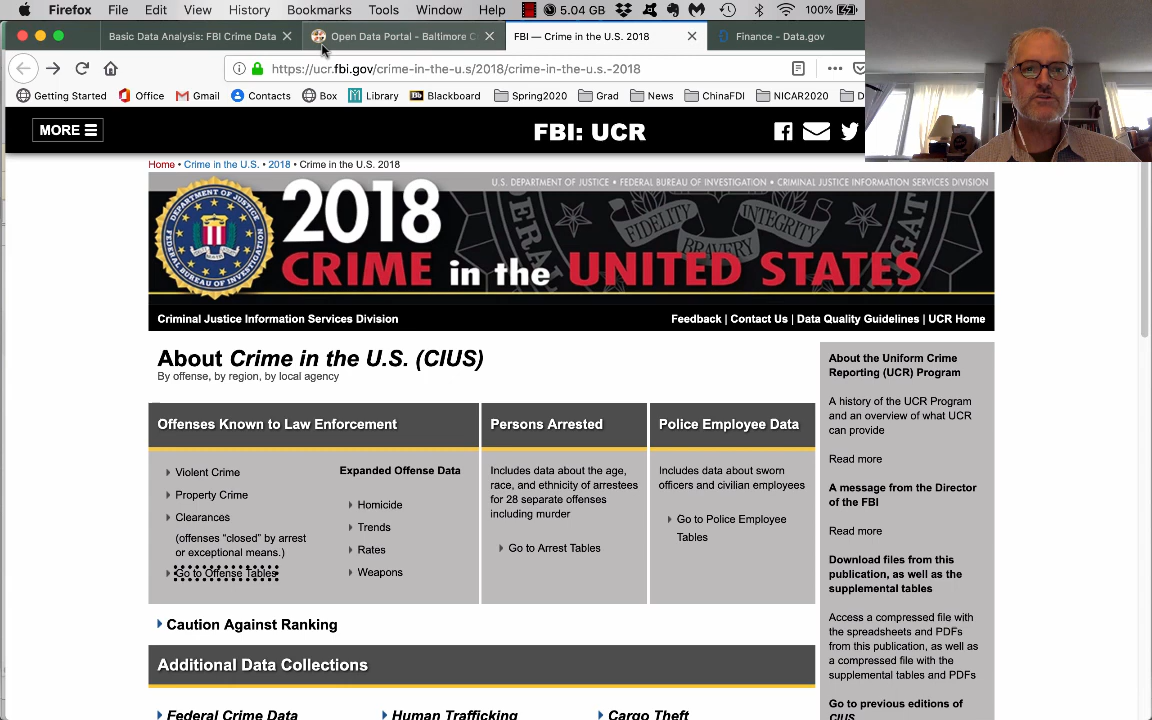 Firefox File Edit View History Bookmarks Tools Window Help 5.04 GB 100%
Basic Data Analysis: FBI Crime Data Open Data Portal - Baltimore C FBI — Crime in the U.S. 2018 Finance - Data.gov
https://ucr.fbi.gov/crime-in-the-u.s/2018/crime-in-the-u.s.-2018
Getting Started Office Gmail Contacts Box Library Blackboard Spring2020 Grad News ChinaFDI NICAR2020 D
MORE FBI: UCR
Home • Crime in the U.S. • 2018 • Crime in the U.S. 2018
U.S. DEPARTMENT OF JUSTICE • FEDERAL BUREAU OF INVESTIGATION • CRIMINAL JUSTICE INFORMATION SERVICES DIVISION
DEPARTMENT OF JUSTICE
FEDERAL BUREAU OF INVESTIGATION
FIDELITY BRAVERY INTEGRITY
2018
CRIME in the UNITED STATES
Criminal Justice Information Services Division
Feedback | Contact Us | Data Quality Guidelines | UCR Home
About Crime in the U.S. (CIUS)
By offense, by region, by local agency
Offenses Known to Law Enforcement
Violent Crime
Property Crime
Clearances
(offenses “closed” by arrest
or exceptional means.)
Go to Offense Tables
Expanded Offense Data
Homicide
Trends
Rates
Weapons
Persons Arrested
Includes data about the age,
race, and ethnicity of arrestees
for 28 separate offenses
including murder
Go to Arrest Tables
Police Employee Data
Includes data about sworn
officers and civilian employees
Go to Police Employee
Tables
Caution Against Ranking
Additional Data Collections
Federal Crime Data Human Trafficking Cargo Theft
About the Uniform Crime
Reporting (UCR) Program
A history of the UCR Program
and an overview of what UCR
can provide
Read more
A message from the Director
of the FBI
Read more
Download files from this
publication, as well as the
supplemental tables
Access a compressed file with
the spreadsheets and PDFs
from this publication, as well as
a compressed file with the
supplemental tables and PDFs
Go to previous editions of
CIUS